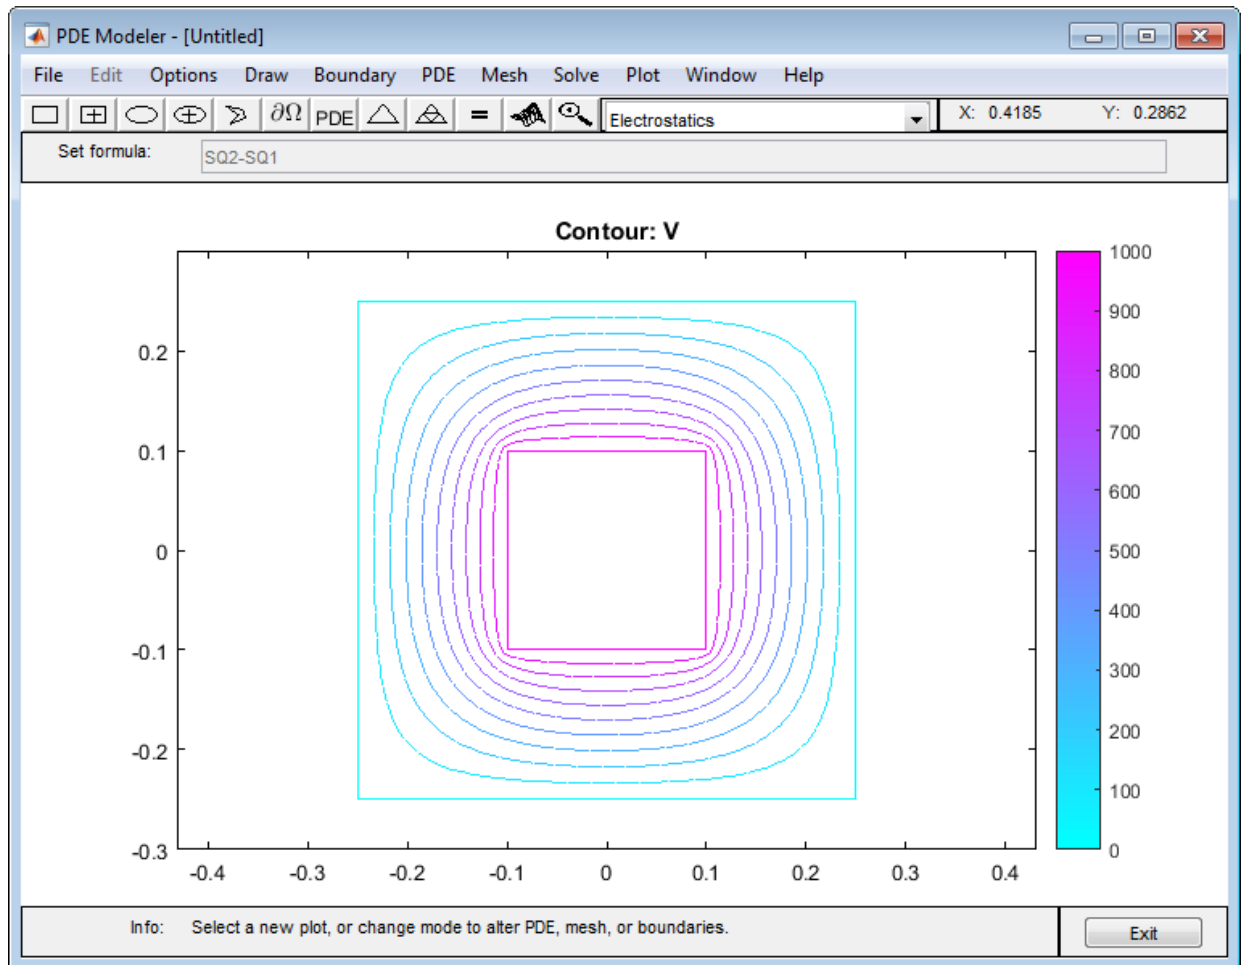 PDE Modeler - [Untitled]
File Edit Options Draw Boundary PDE Mesh Solve Plot Window Help
∂Ω PDE = Electrostatics X: 0.4185 Y: 0.2862
Set formula: SQ2-SQ1
Contour: V
1000
900
800
700
600
500
400
300
200
100
0
0.2
0.1
0
-0.1
-0.2
-0.3
-0.4 -0.3 -0.2 -0.1 0 0.1 0.2 0.3 0.4
Info: Select a new plot, or change mode to alter PDE, mesh, or boundaries.
Exit